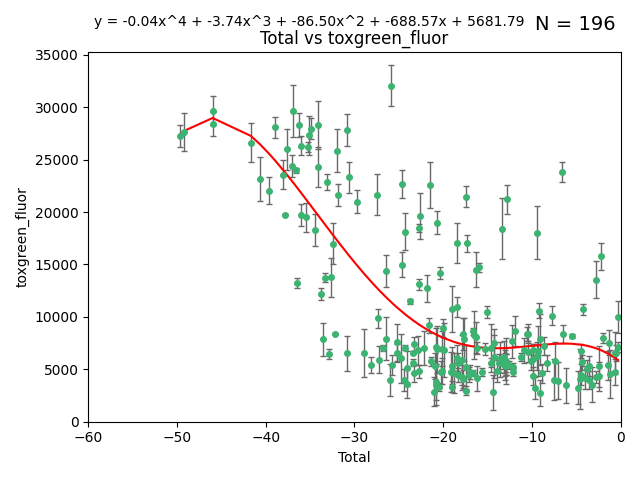 y = -0.04x^4 + -3.74x^3 + -86.50x^2 + -688.57x + 5681.79 N = 196
Total vs toxgreen_fluor
35000
30000
25000
20000
15000
10000
5000
0
toxgreen_fluor
−60 −50 −40 −30 −20 −10 0
Total